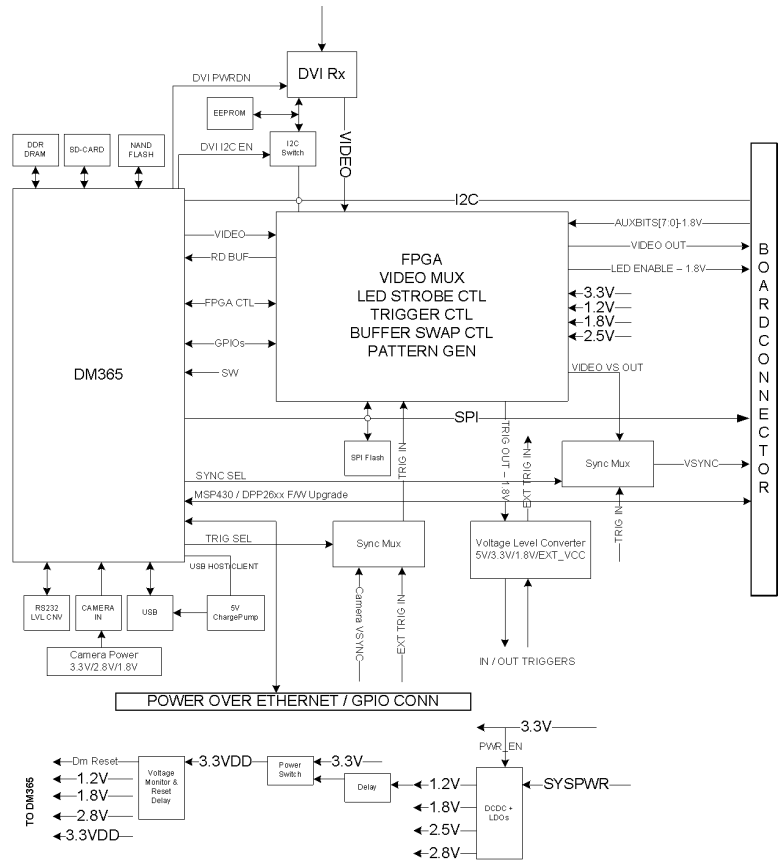 DVI Rx
DVI PWRDN
EEPROM
DVI I2C EN
I2C
Switch
VIDEO
DDR
DRAM
SD-CARD
NAND
FLASH
I2C
AUXBITS[7:0]-1.8V
VIDEO
VIDEO OUT
RD BUF
LED ENABLE – 1.8V
FPGA
VIDEO MUX
LED STROBE CTL
TRIGGER CTL
BUFFER SWAP CTL
PATTERN GEN
3.3V
1.2V
1.8V
2.5V
FPGA CTL
GPIOs
DM365
SW
VIDEO VS OUT
BOARD CONNECTOR
SPI
SPI Flash
TRIG IN
TRIG OUT – 1.8V
EXT TRIG IN
Sync Mux
VSYNC
SYNC SEL
MSP430 / DPP26xx F/W Upgrade
TRIG IN
TRIG SEL
Sync Mux
Voltage Level Converter
5V/3.3V/1.8V/EXT_VCC
USB HOST/CLIENT
RS232
LVL CNV
CAMERA
IN
USB
5V
ChargePump
Camera VSYNC
EXT TRIG IN
Camera Power
3.3V/2.8V/1.8V
IN / OUT TRIGGERS
POWER OVER ETHERNET / GPIO CONN
3.3V
PWR_EN
TO DM365
Dm Reset
1.2V
1.8V
2.8V
3.3VDD
Voltage
Monitor &
Reset
Delay
3.3VDD
Power
Switch
3.3V
Delay
1.2V
1.8V
2.5V
2.8V
DCDC +
LDOs
SYSPWR